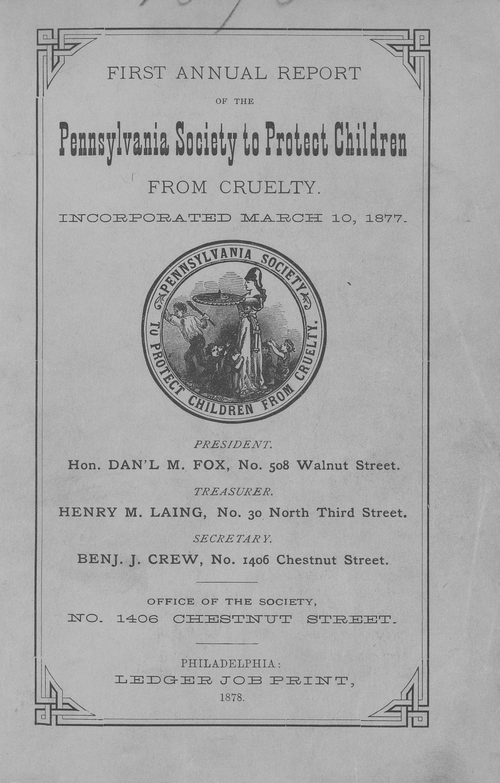 FIRST ANNUAL REPORT
OF THE
Pennsylvania Society to Protect Children
FROM CRUELTY.
INCORPORATED MARCH 10, 1877.
PENNSYLVANIA SOCIETY
TO PROTECT CHILDREN FROM CRUELTY.
PRESIDENT.
Hon. DAN'L M. FOX, No. 508 Walnut Street.
TREASURER.
HENRY M. LAING, No. 30 North Third Street.
SECRETARY.
BENJ. J. CREW, No. 1406 Chestnut Street.
OFFICE OF THE SOCIETY,
NO. 1406 CHESTNUT STREET.
PHILADELPHIA:
LEDGER JOB PRINT,
1878.